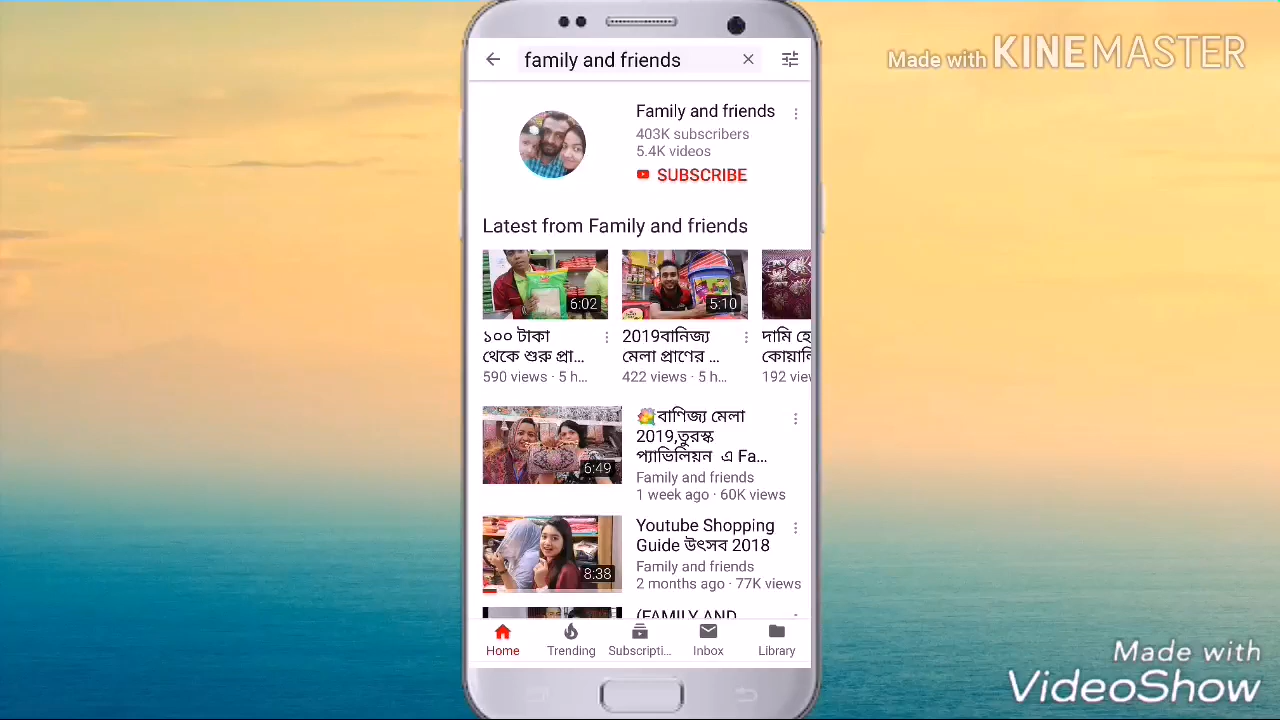 family and friends
Made with KINEMASTER
Family and friends
403K subscribers
5.4K videos
SUBSCRIBE
Latest from Family and friends
6:02
5:10
১০০ টাকা
থেকে শুরু প্রা...
590 views · 5 h...
2019বানিজ্য
মেলা প্রাণের ...
422 views · 5 h...
দামি হে
কোয়ালি
192 view
6:49
বাণিজ্য মেলা
2019,তুরস্ক
প্যাভিলিয়ন এ Fa...
Family and friends
1 week ago · 60K views
8:38
Youtube Shopping
Guide উৎসব 2018
Family and friends
2 months ago · 77K views
(FAMILY AND
Home
Trending
Subscripti...
Inbox
Library
Made with
VideoShow